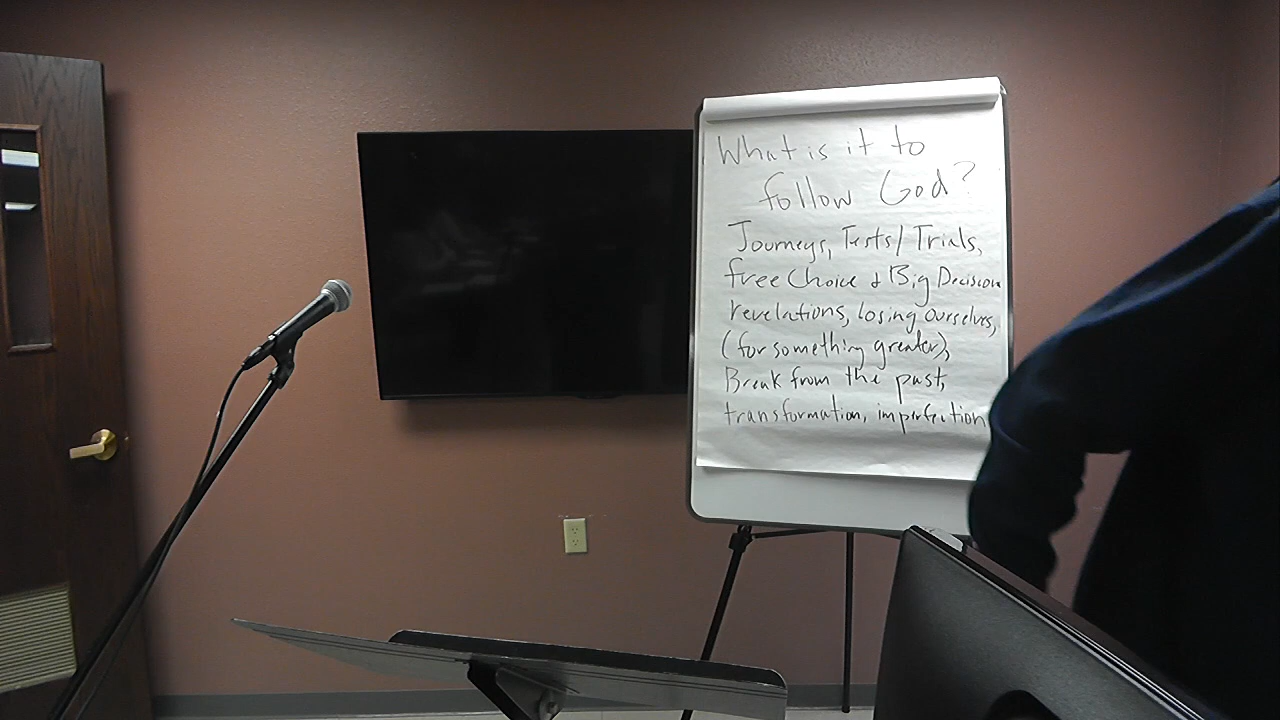 What is it to
follow God?
Journeys, Tests/Trials,
free Choice & Big Decision
revelations, losing ourselves,
(for something greater),
Break from the past,
transformation, imperfection